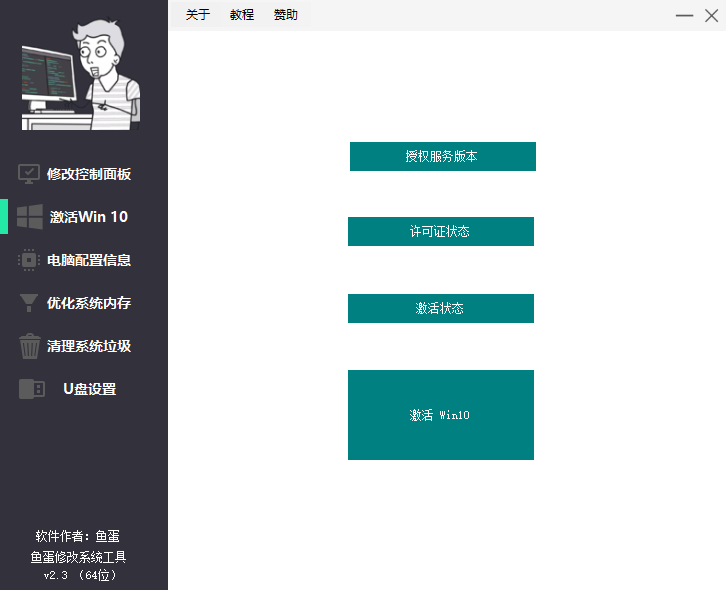 关于 教程 赞助
修改控制面板
激活Win 10
电脑配置信息
优化系统内存
清理系统垃圾
U盘设置
授权服务版本
许可证状态
激活状态
激活 Win10
软件作者：鱼蛋
鱼蛋修改系统工具
v2.3 （64位）